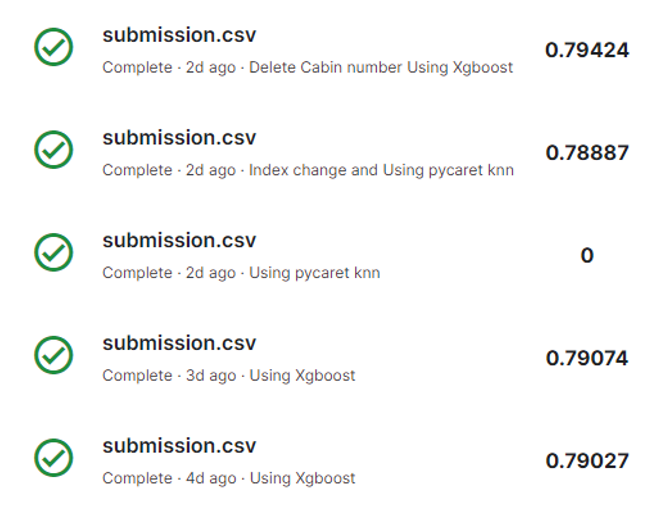 submission.csv
0.79424
Complete · 2d ago · Delete Cabin number Using Xgboost
submission.csv
0.78887
Complete · 2d ago · Index change and Using pycaret knn
submission.csv
0
Complete · 2d ago · Using pycaret knn
submission.csv
0.79074
Complete · 3d ago · Using Xgboost
submission.csv
0.79027
Complete · 4d ago · Using Xgboost